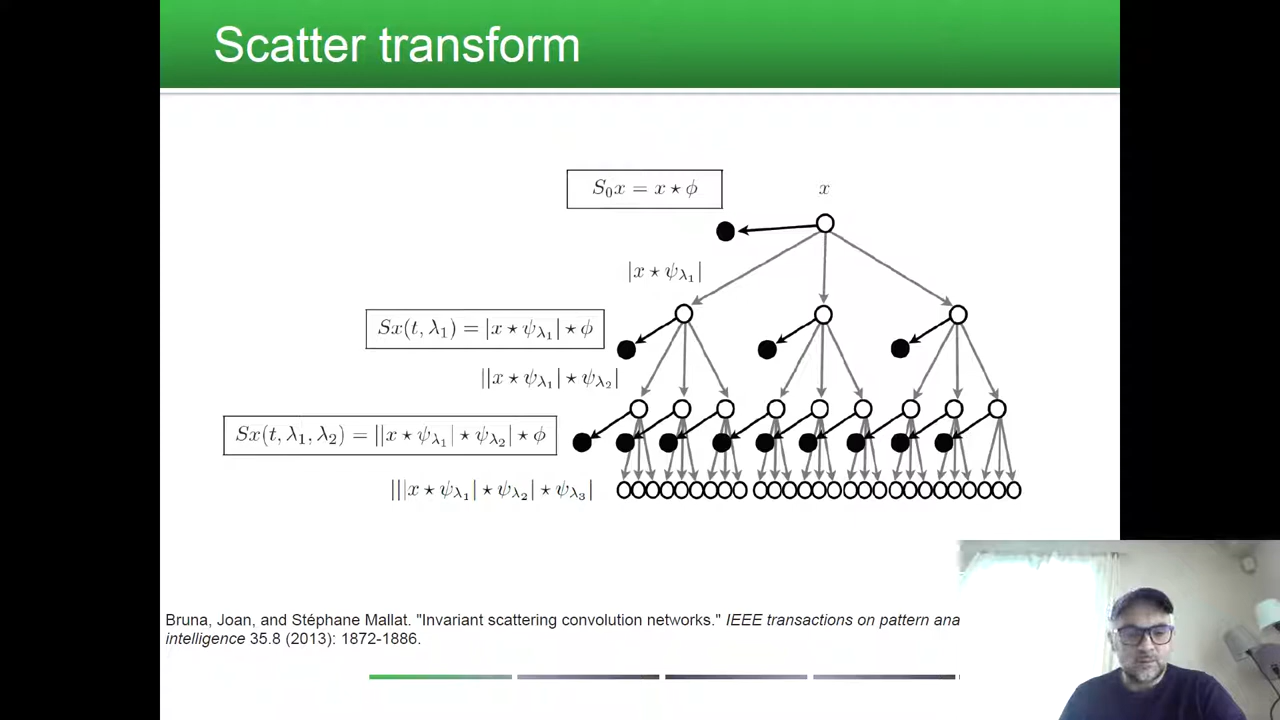 Scatter transform
S₀x = x ⋆ ϕ
x
|x ⋆ ψ_λ₁|
Sx(t, λ₁) = |x ⋆ ψ_λ₁| ⋆ ϕ
||x ⋆ ψ_λ₁| ⋆ ψ_λ₂|
Sx(t, λ₁, λ₂) = ||x ⋆ ψ_λ₁| ⋆ ψ_λ₂| ⋆ ϕ
|||x ⋆ ψ_λ₁| ⋆ ψ_λ₂| ⋆ ψ_λ₃|
Bruna, Joan, and Stéphane Mallat. "Invariant scattering convolution networks." IEEE transactions on pattern ana
intelligence 35.8 (2013): 1872-1886.